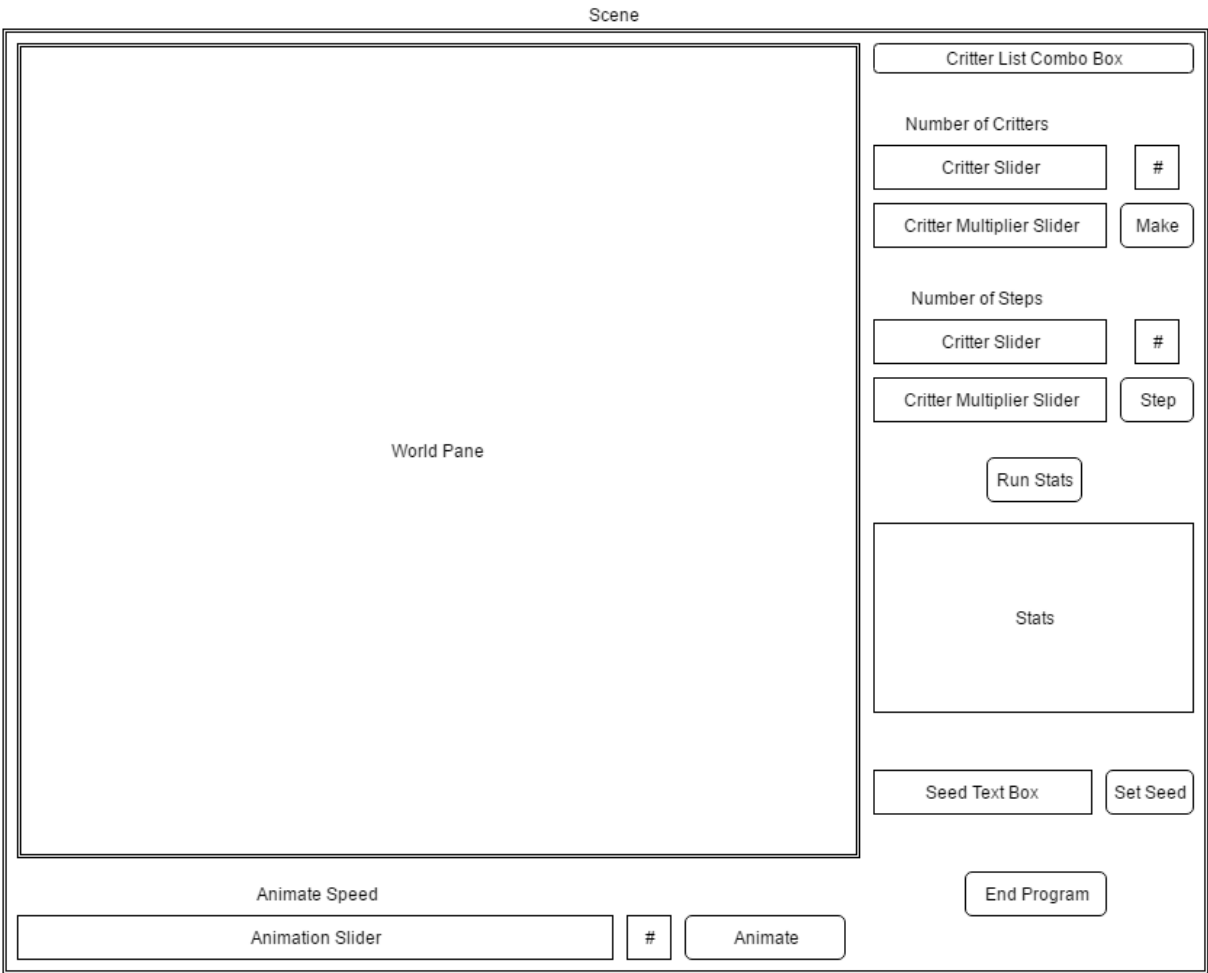 Scene
Critter List Combo Box
Number of Critters
Critter Slider
#
Critter Multiplier Slider
Make
Number of Steps
Critter Slider
#
Critter Multiplier Slider
Step
World Pane
Run Stats
Stats
Seed Text Box
Set Seed
Animate Speed
End Program
Animation Slider
#
Animate